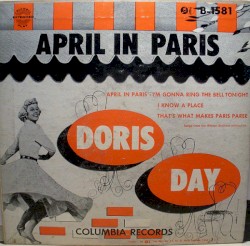 B-1581
APRIL IN PARIS
APRIL IN PARIS · I'M GONNA RING THE BELL TONIGHT
I KNOW A PLACE
THAT'S WHAT MAKES PARIS PAREE
DORIS
DAY
COLUMBIA RECORDS